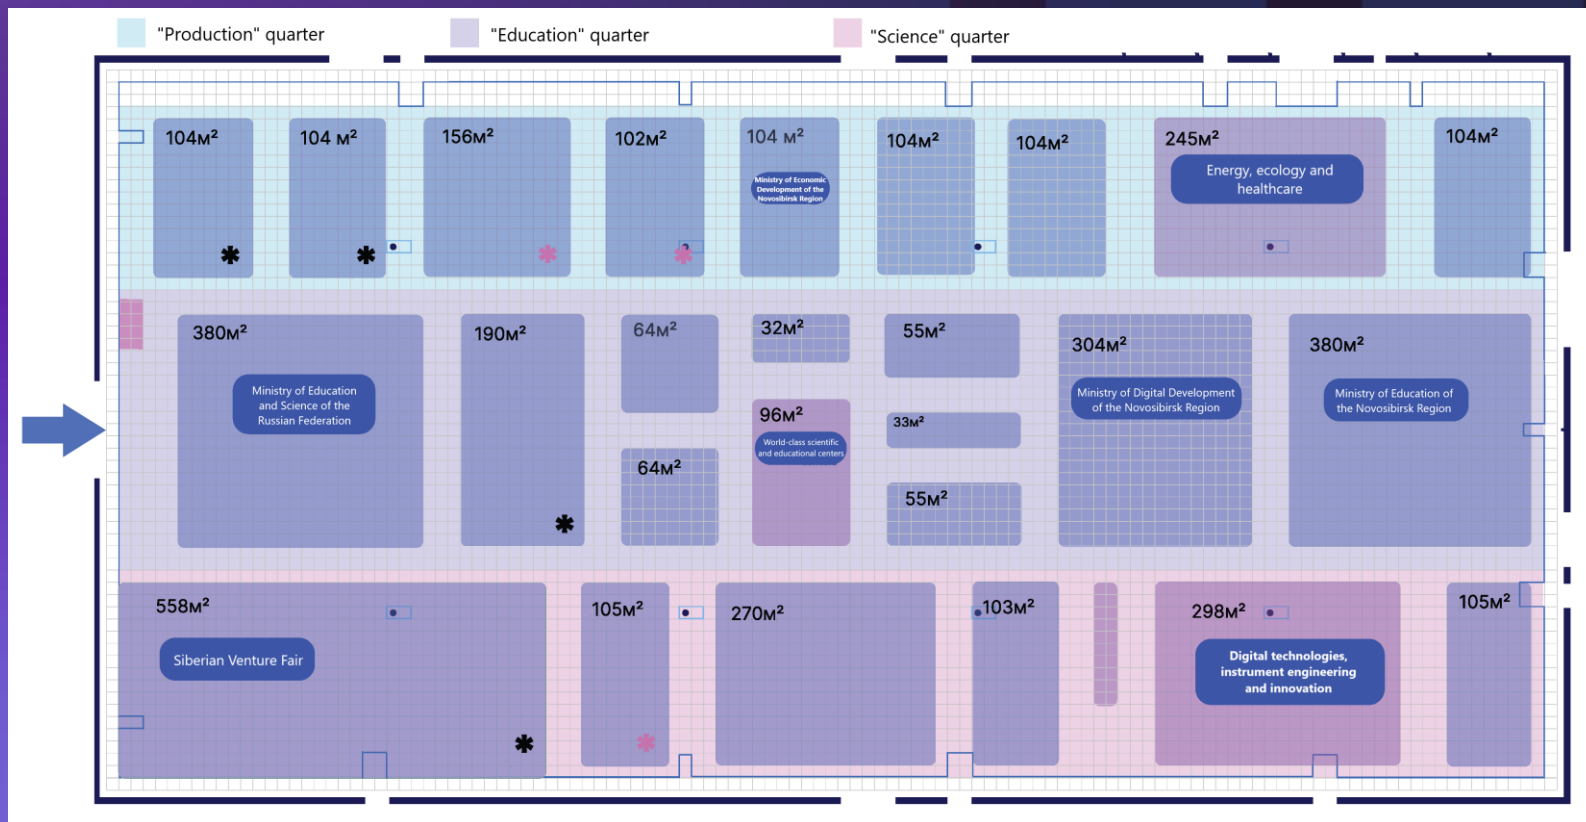 "Production" quarter
"Education" quarter
"Science" quarter
104м²
104 м²
156м²
102м²
104 м²
Ministry of Economic
Development of the
Novosibirsk Region
104м²
104м²
245м²
Energy, ecology and
healthcare
104м²
380м²
Ministry of Education
and Science of the
Russian Federation
190м²
64м²
64м²
32м²
96м²
World-class scientific
and educational centers
55м²
33м²
55м²
304м²
Ministry of Digital Development
of the Novosibirsk Region
380м²
Ministry of Education of
the Novosibirsk Region
558м²
Siberian Venture Fair
105м²
270м²
103м²
298м²
Digital technologies,
instrument engineering
and innovation
105м²